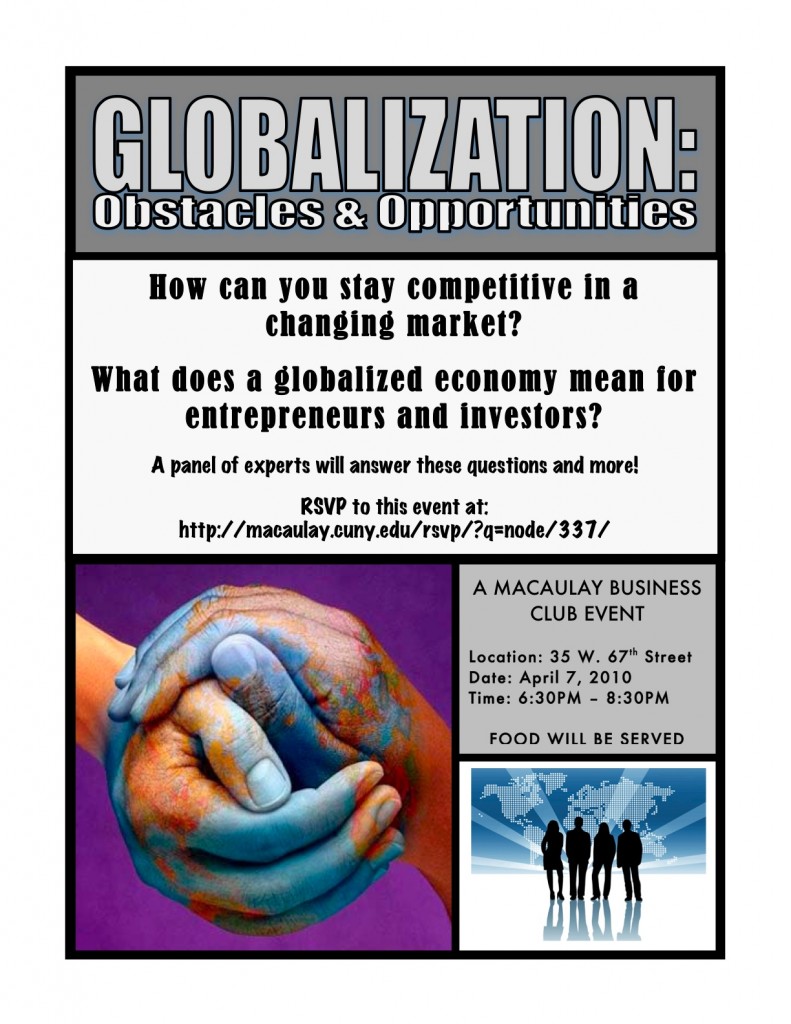 GLOBALIZATION:
Obstacles & Opportunities
How can you stay competitive in a
changing market?
What does a globalized economy mean for
entrepreneurs and investors?
A panel of experts will answer these questions and more!
RSVP to this event at:
http://macaulay.cuny.edu/rsvp/?q=node/337/
A MACAULAY BUSINESS
CLUB EVENT
Location: 35 W. 67th Street
Date: April 7, 2010
Time: 6:30PM – 8:30PM
FOOD WILL BE SERVED